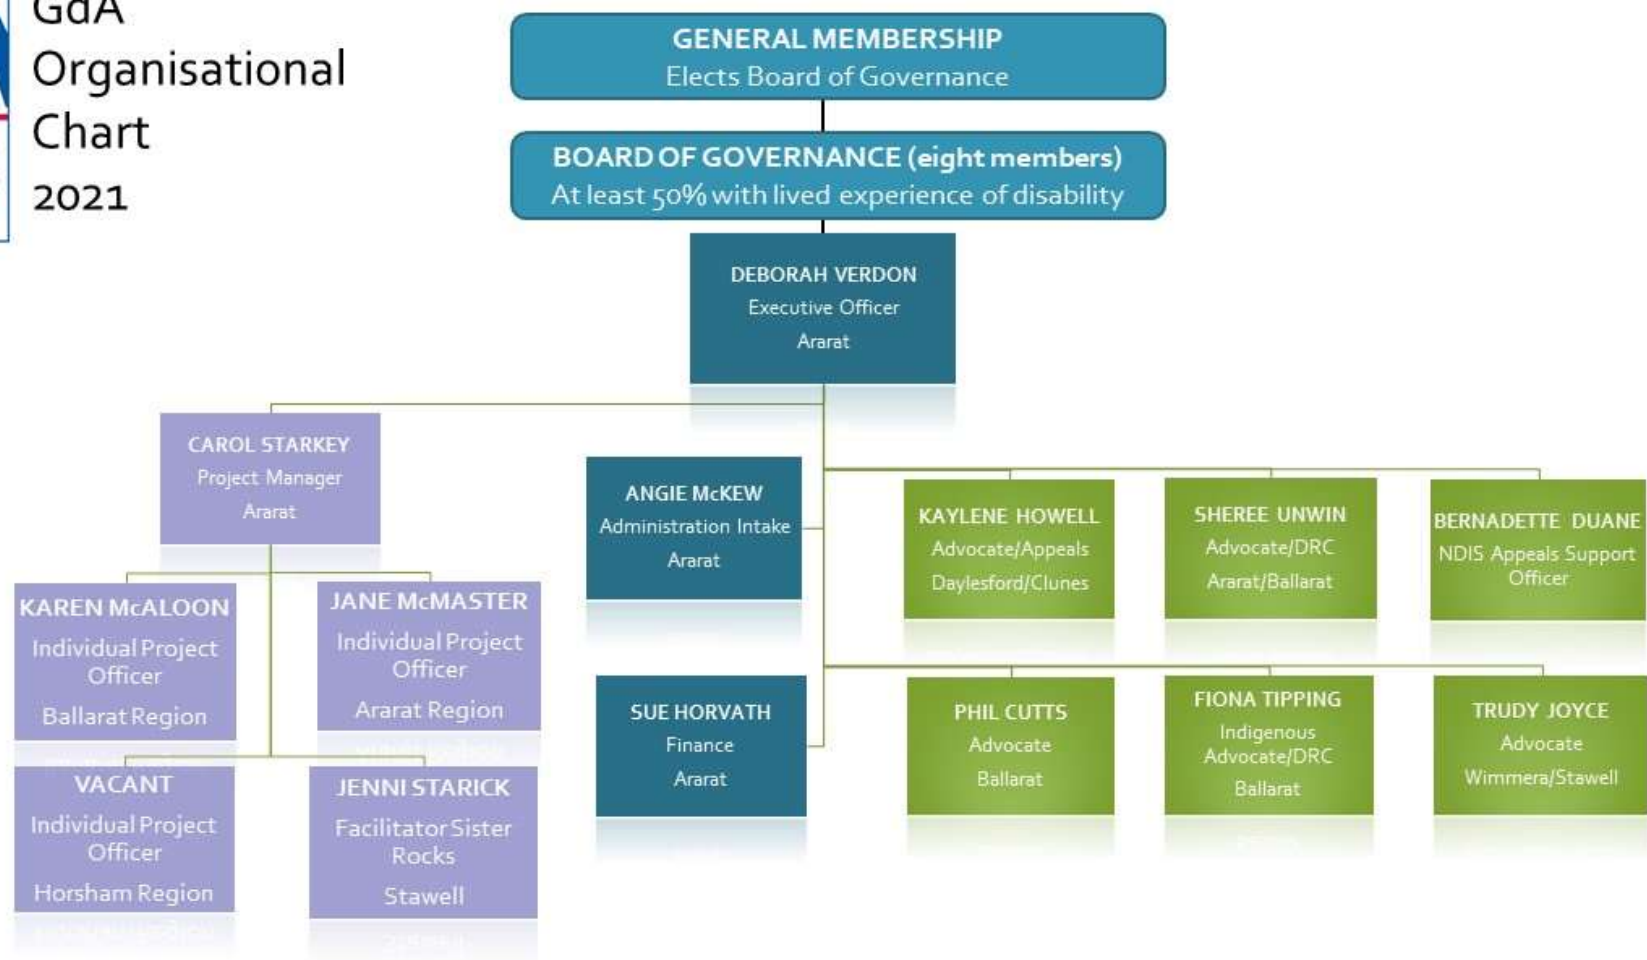 GdA
Organisational
Chart
2021
GENERAL MEMBERSHIP
Elects Board of Governance
BOARD OF GOVERNANCE (eight members)
At least 50% with lived experience of disability
DEBORAH VERDON
Executive Officer
Ararat
CAROL STARKEY
Project Manager
Ararat
KAREN McALOON
Individual Project
Officer
Ballarat Region
JANE McMASTER
Individual Project
Officer
Ararat Region
VACANT
Individual Project
Officer
Horsham Region
JENNI STARICK
Facilitator Sister
Rocks
Stawell
ANGIE McKEW
Administration Intake
Ararat
SUE HORVATH
Finance
Ararat
KAYLENE HOWELL
Advocate/Appeals
Daylesford/Clunes
SHEREE UNWIN
Advocate/DRC
Ararat/Ballarat
BERNADETTE DUANE
NDIS Appeals Support
Officer
PHIL CUTTS
Advocate
Ballarat
FIONA TIPPING
Indigenous
Advocate/DRC
Ballarat
TRUDY JOYCE
Advocate
Wimmera/Stawell